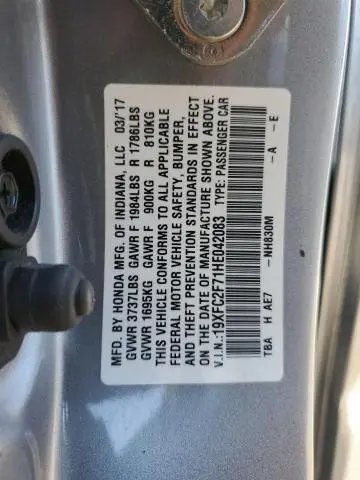 MFD. BY HONDA MFG. OF INDIANA, LLC 03/'17
GVWR 3737LBS GAWR F 1984LBS R 1786LBS
GVWR 1695KG GAWR F 900KG R 810KG
THIS VEHICLE CONFORMS TO ALL APPLICABLE
FEDERAL MOTOR VEHICLE SAFETY, BUMPER,
AND THEFT PREVENTION STANDARDS IN EFFECT
ON THE DATE OF MANUFACTURE SHOWN ABOVE.
V.I.N.:19XFC2F71HE042083 TYPE: PASSENGER CAR
TBA H AE7 -NH830M -A -E